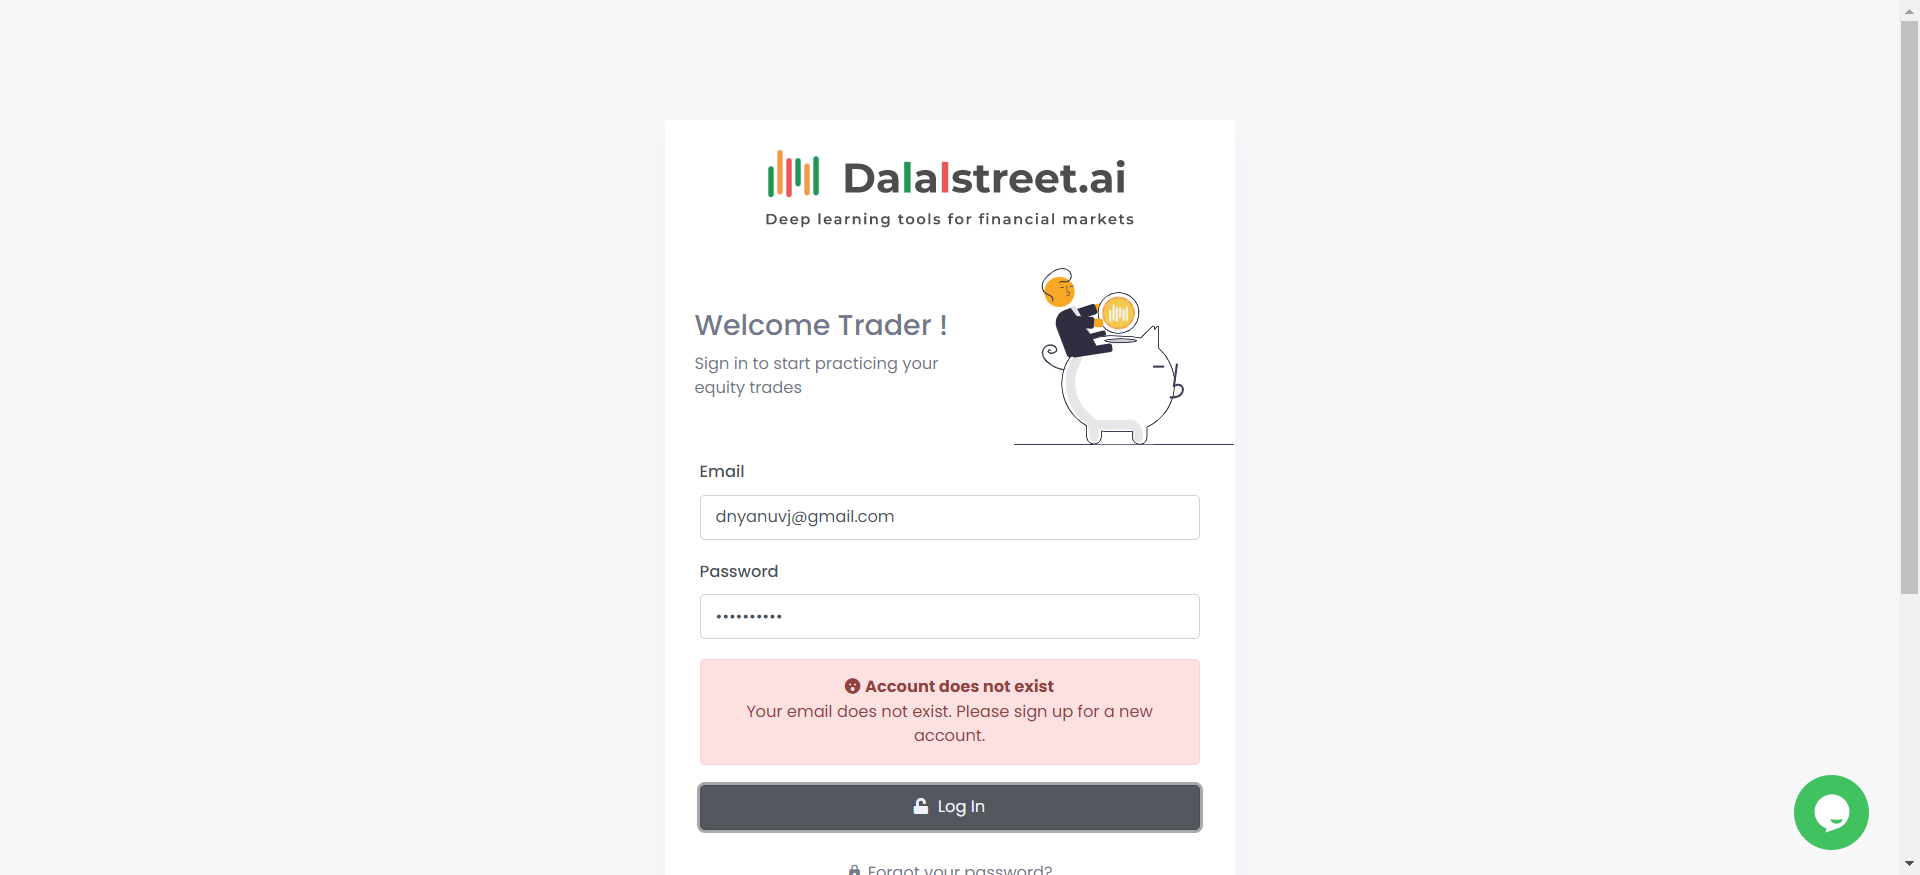 Dalalstreet.ai
Deep learning tools for financial markets
Welcome Trader !
Sign in to start practicing your
equity trades
Email
dnyanuvj@gmail.com
Password
••••••••••
Account does not exist
Your email does not exist. Please sign up for a new
account.
Log In
Forgot your password?